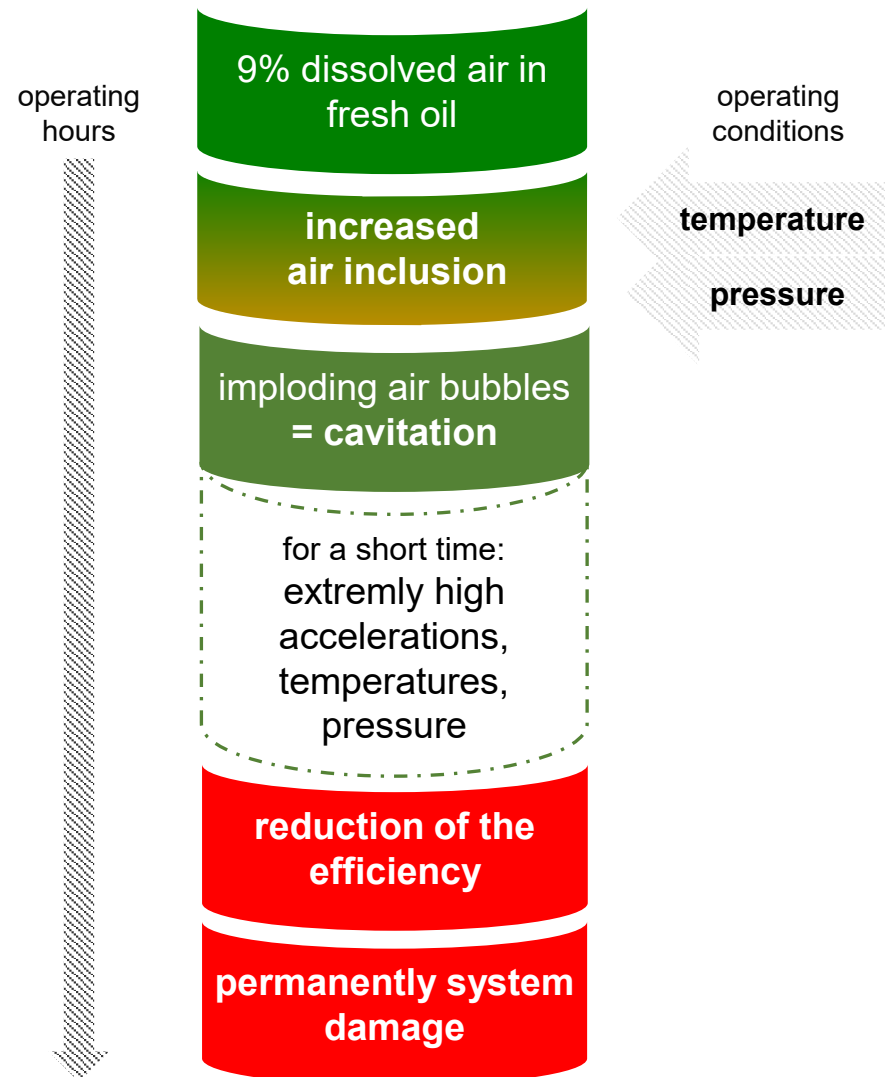 9% dissolved air in
fresh oil
operating
hours
operating
conditions
increased
air inclusion
temperature
pressure
imploding air bubbles
= cavitation
for a short time:
extremly high
accelerations,
temperatures,
pressure
reduction of the
efficiency
permanently system
damage